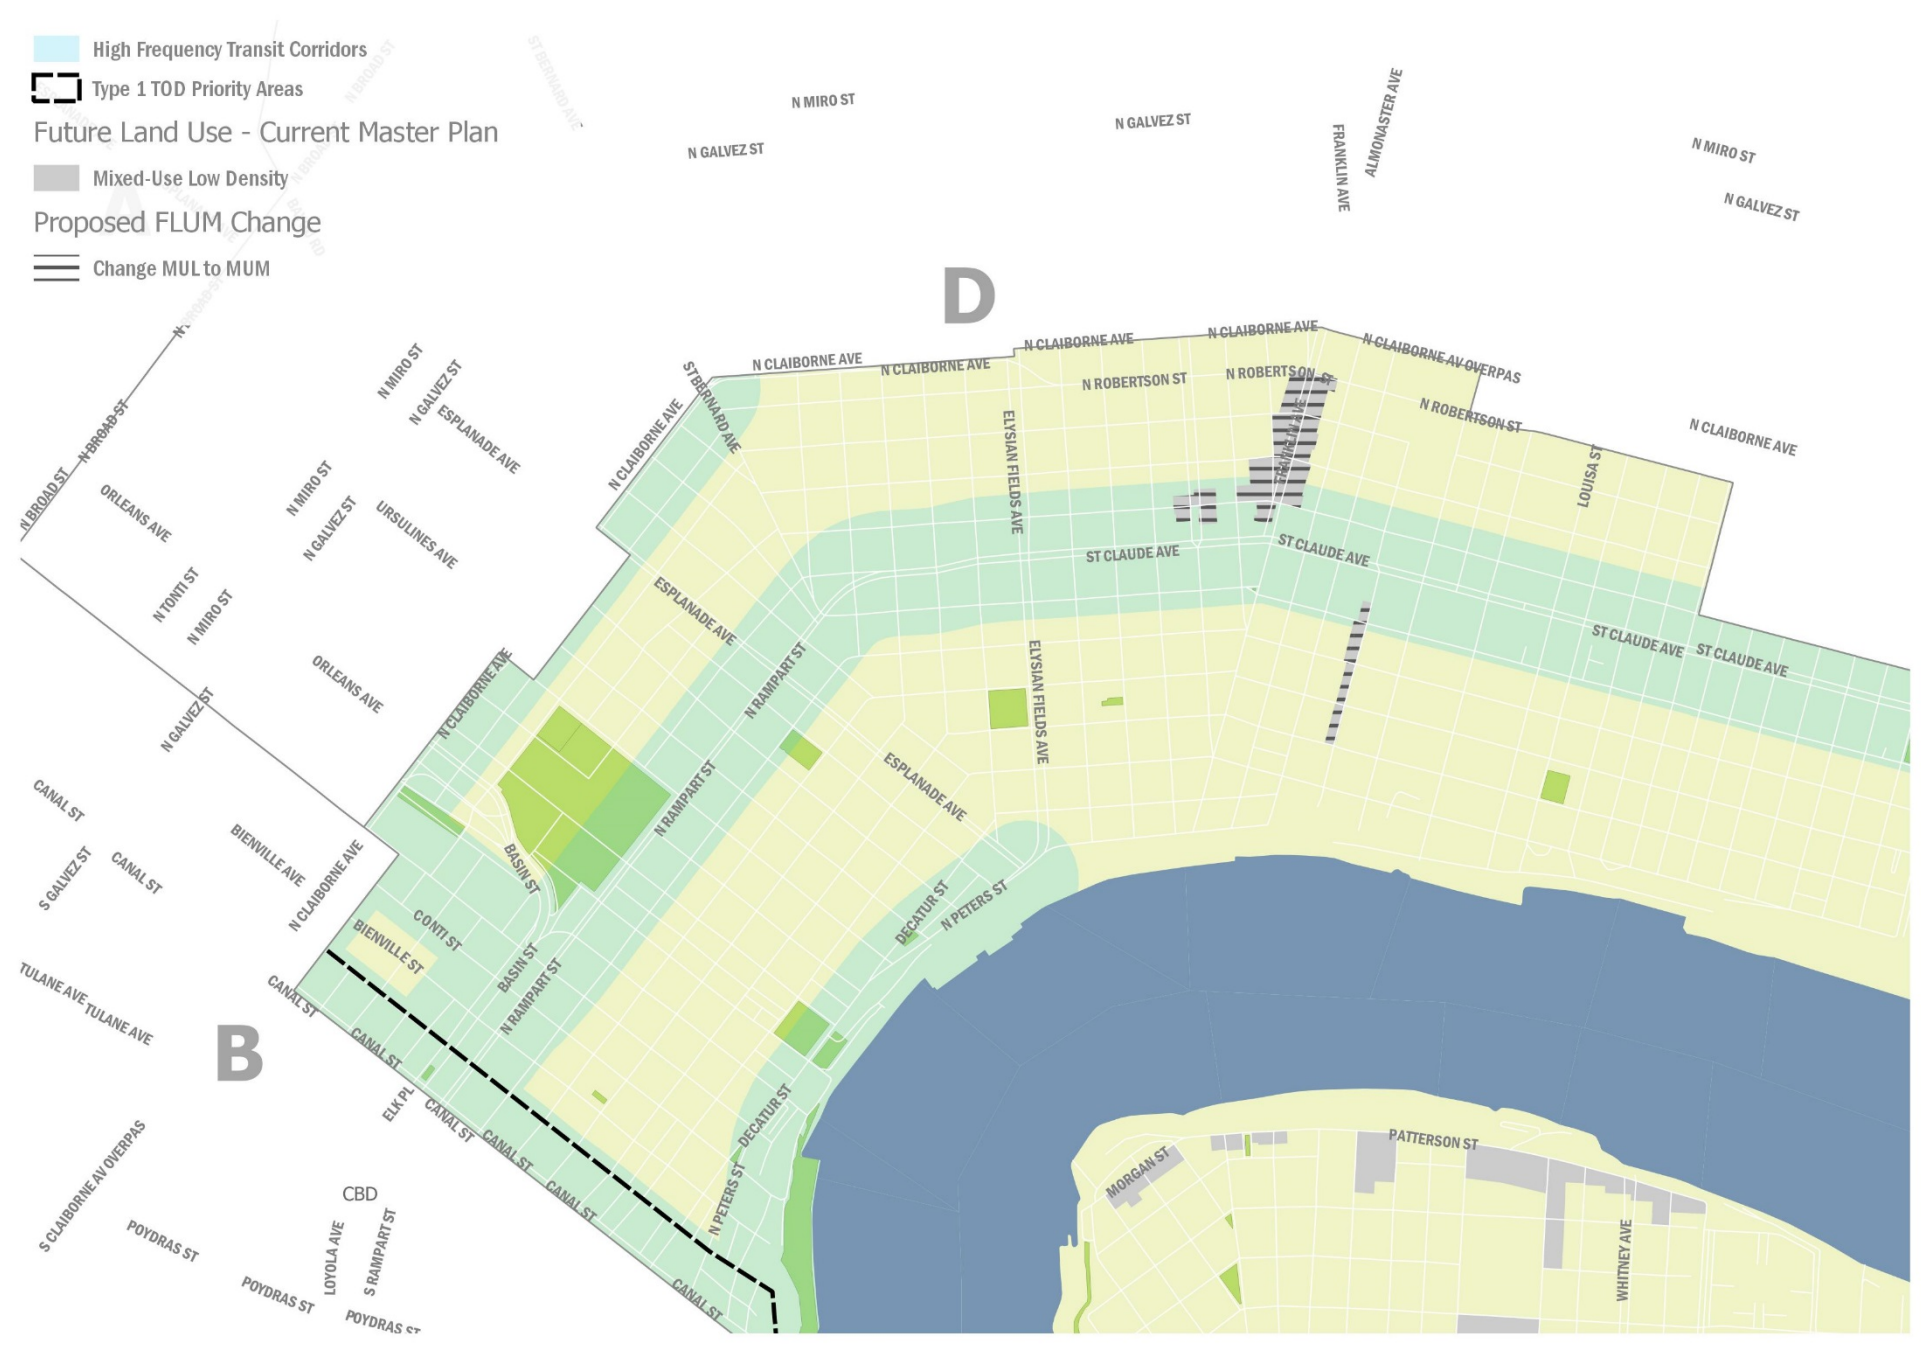 High Frequency Transit Corridors
Type 1 TOD Priority Areas
Future Land Use - Current Master Plan
Mixed-Use Low Density
Proposed FLUM Change
Change MUL to MUM
N BROAD ST
ST BERNARD AVE
N MIRO ST
N GALVEZ ST
N GALVEZ ST
FRANKLIN AVE
ALMONASTER AVE
N MIRO ST
N GALVEZ ST
D
N CLAIBORNE AVE
N CLAIBORNE AVE
N CLAIBORNE AVE
N CLAIBORNE AVE
N CLAIBORNE AV OVERPAS
N ROBERTSON ST
N ROBERTSON ST
N ROBERTSON ST
N CLAIBORNE AVE
N MIRO ST
N GALVEZ ST
ESPLANADE AVE
ST BERNARD AVE
N CLAIBORNE AVE
ELYSIAN FIELDS AVE
FRANKLIN AVE
LOUISA ST
N BROAD ST
N BROAD ST
ORLEANS AVE
N MIRO ST
N GALVEZ ST
URSULINES AVE
ST CLAUDE AVE
ST CLAUDE AVE
ST CLAUDE AVE
ST CLAUDE AVE
N TONTI ST
N MIRO ST
ESPLANADE AVE
N RAMPART ST
ELYSIAN FIELDS AVE
ORLEANS AVE
N CLAIBORNE AVE
N GALVEZ ST
N RAMPART ST
ESPLANADE AVE
CANAL ST
BIENVILLE AVE
S GALVEZ ST
CANAL ST
N CLAIBORNE AVE
BASIN ST
CONTI ST
BIENVILLE ST
DECATUR ST
N PETERS ST
BASIN ST
N RAMPART ST
TULANE AVE
TULANE AVE
CANAL ST
CANAL ST
B
ELK PL
CANAL ST
CANAL ST
CANAL ST
CANAL ST
DECATUR ST
N PETERS ST
S CLAIBORNE AV OVERPAS
CBD
POYDRAS ST
LOYOLA AVE
S RAMPART ST
POYDRAS ST
POYDRAS ST
MORGAN ST
PATTERSON ST
WHITNEY AVE